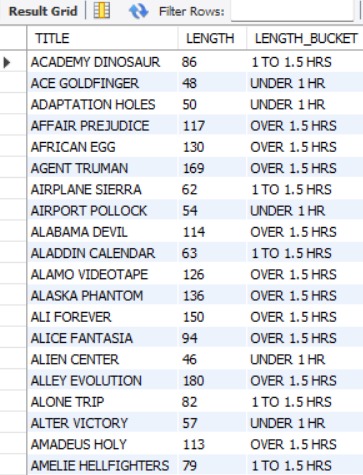 Result Grid Filter Rows:
TITLE LENGTH LENGTH_BUCKET
ACADEMY DINOSAUR 86 1 TO 1.5 HRS
ACE GOLDFINGER 48 UNDER 1 HR
ADAPTATION HOLES 50 UNDER 1 HR
AFFAIR PREJUDICE 117 OVER 1.5 HRS
AFRICAN EGG 130 OVER 1.5 HRS
AGENT TRUMAN 169 OVER 1.5 HRS
AIRPLANE SIERRA 62 1 TO 1.5 HRS
AIRPORT POLLOCK 54 UNDER 1 HR
ALABAMA DEVIL 114 OVER 1.5 HRS
ALADDIN CALENDAR 63 1 TO 1.5 HRS
ALAMO VIDEOTAPE 126 OVER 1.5 HRS
ALASKA PHANTOM 136 OVER 1.5 HRS
ALI FOREVER 150 OVER 1.5 HRS
ALICE FANTASIA 94 OVER 1.5 HRS
ALIEN CENTER 46 UNDER 1 HR
ALLEY EVOLUTION 180 OVER 1.5 HRS
ALONE TRIP 82 1 TO 1.5 HRS
ALTER VICTORY 57 UNDER 1 HR
AMADEUS HOLY 113 OVER 1.5 HRS
AMELIE HELLFIGHTERS 79 1 TO 1.5 HRS